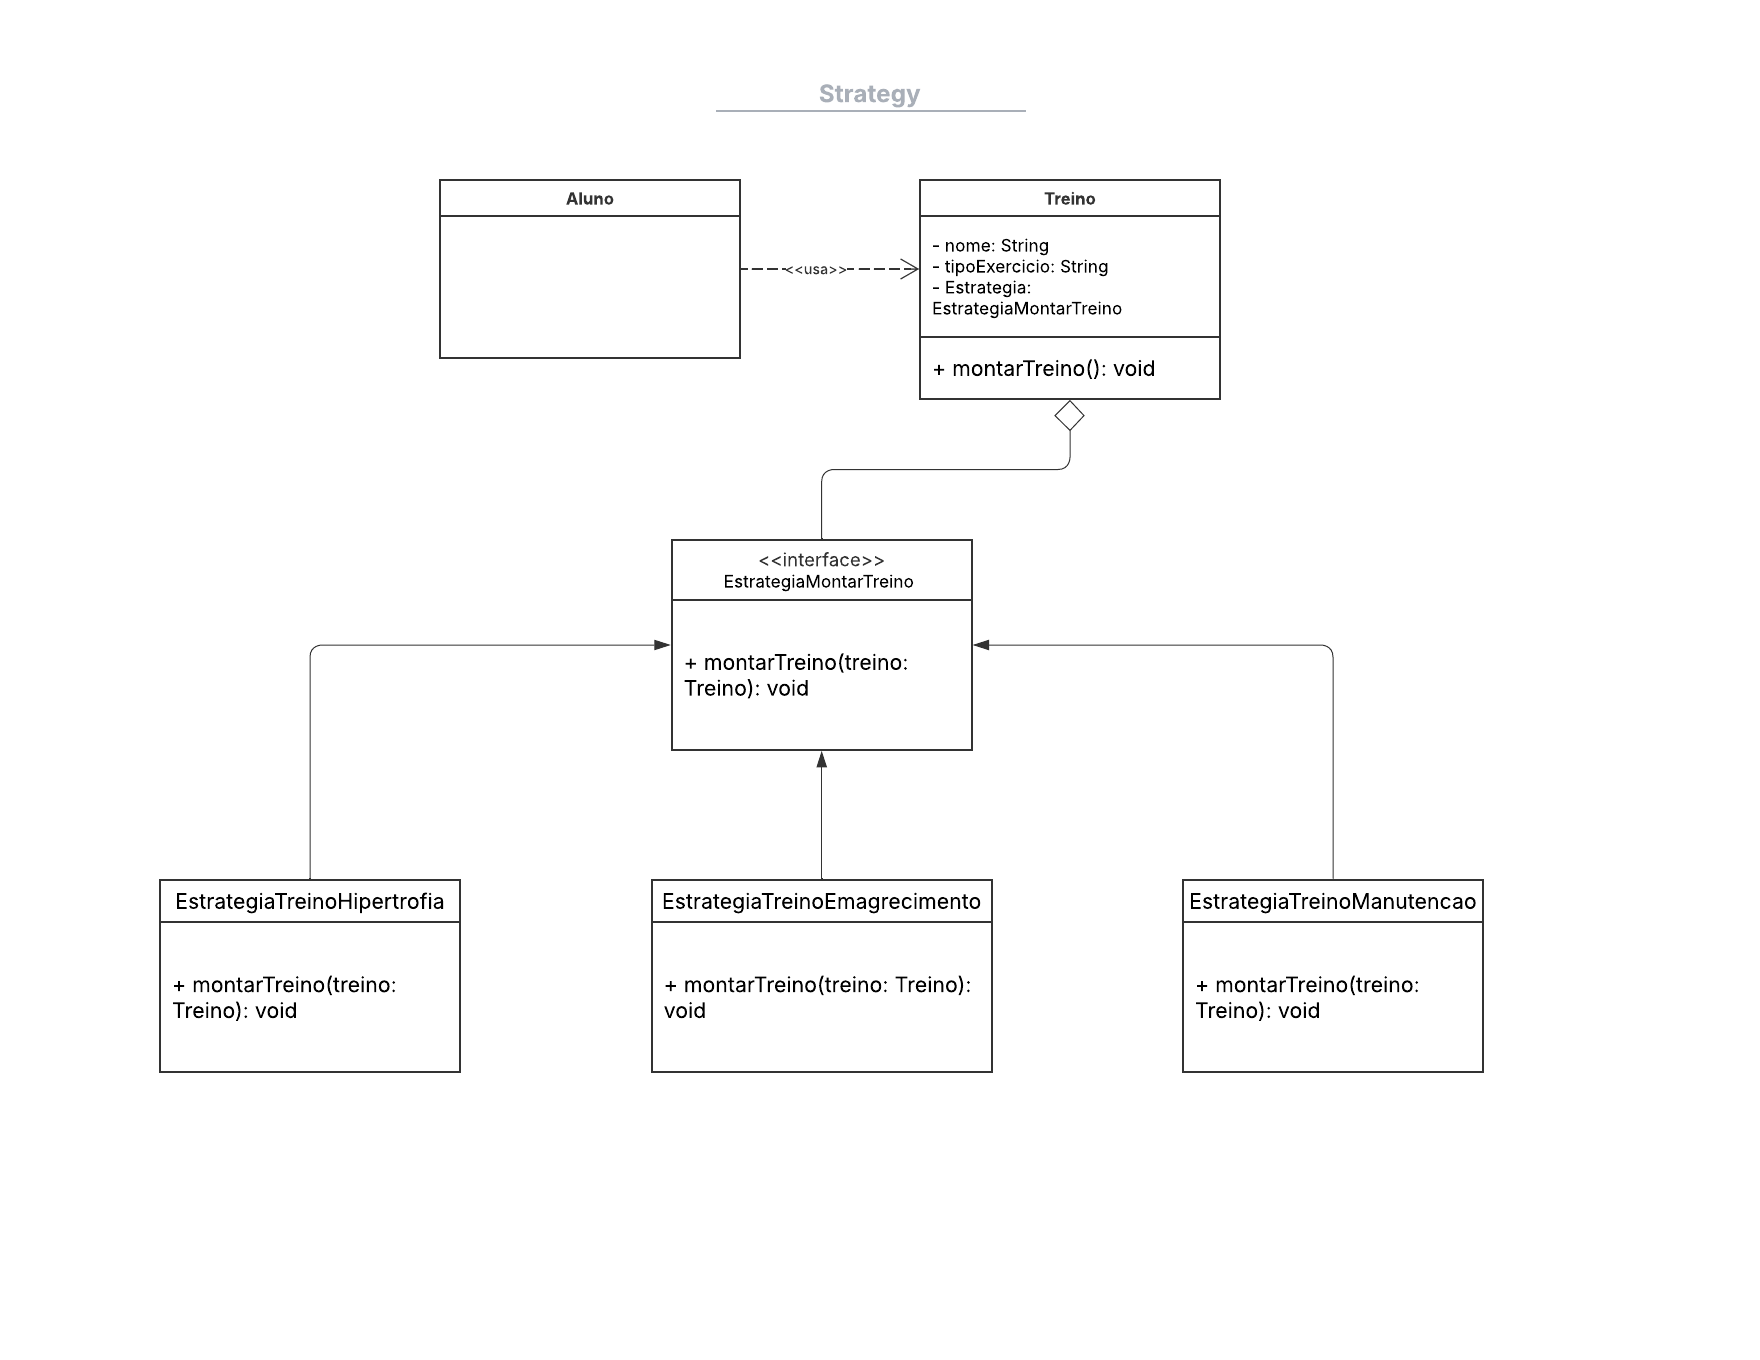 Strategy
Aluno
Treino
- nome: String
- tipoExercicio: String
- Estrategia:
EstrategiaMontarTreino
<<usa>>
+ montarTreino(): void
<<interface>>
EstrategiaMontarTreino
+ montarTreino(treino:
Treino): void
EstrategiaTreinoHipertrofia
+ montarTreino(treino:
Treino): void
EstrategiaTreinoEmagrecimento
+ montarTreino(treino: Treino):
void
EstrategiaTreinoManutencao
+ montarTreino(treino:
Treino): void